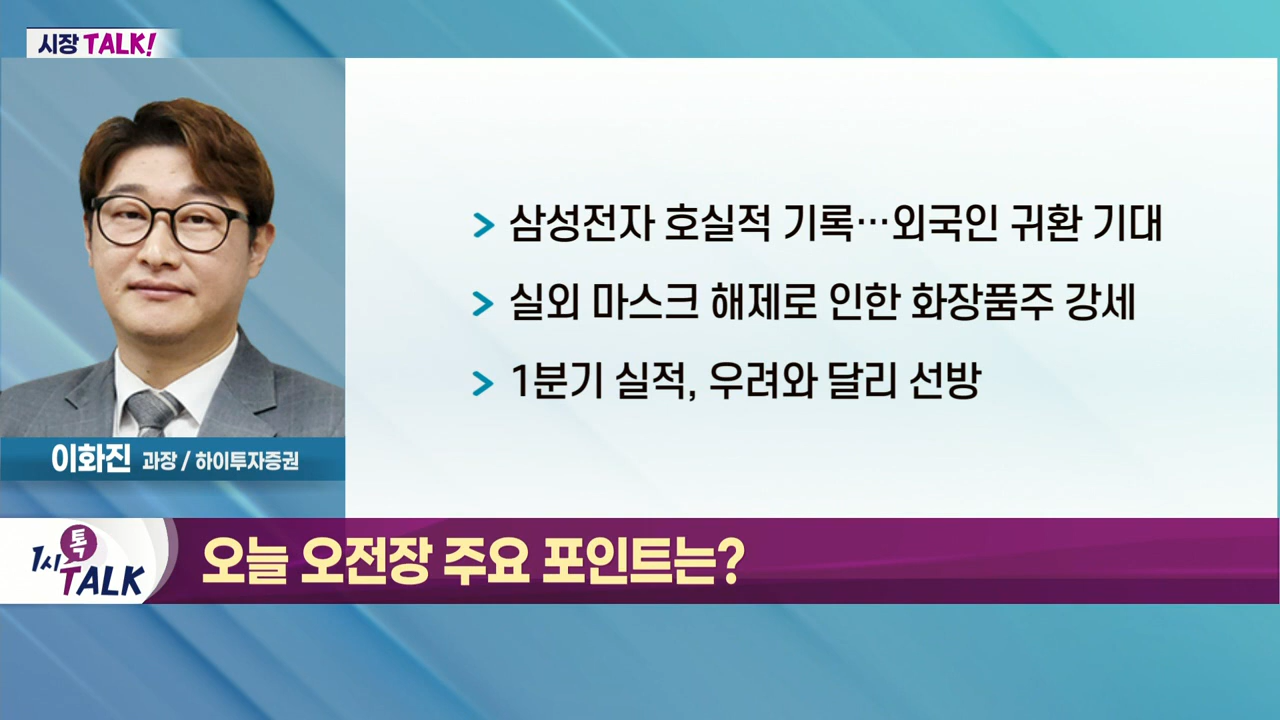 시장 TALK!
> 삼성전자 호실적 기록…외국인 귀환 기대
> 실외 마스크 해제로 인한 화장품주 강세
> 1분기 실적, 우려와 달리 선방
이화진 과장 / 하이투자증권
1시 톡 TALK
오늘 오전장 주요 포인트는?